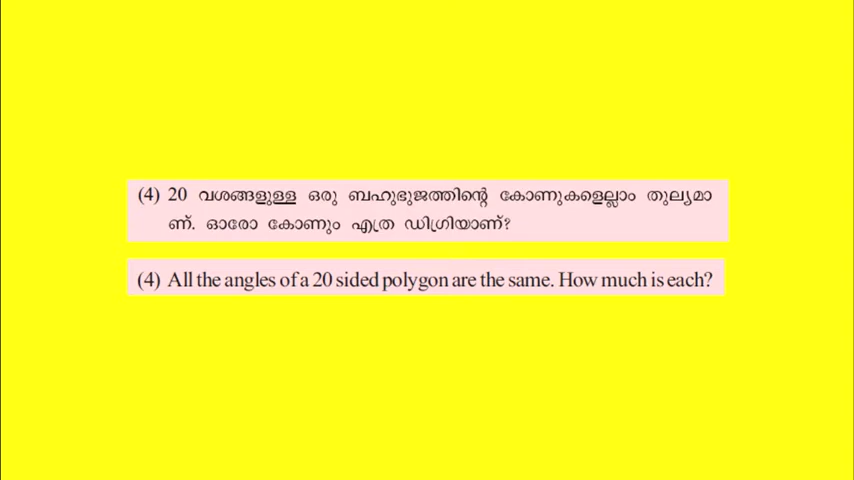 (4) 20 വശങ്ങളുള്ള ഒരു ബഹുഭുജത്തിന്റെ കോണുകളെല്ലാം തുല്യമാ
ണ്. ഓരോ കോണും എത്ര ഡിഗ്രിയാണ്?
(4) All the angles of a 20 sided polygon are the same. How much is each?